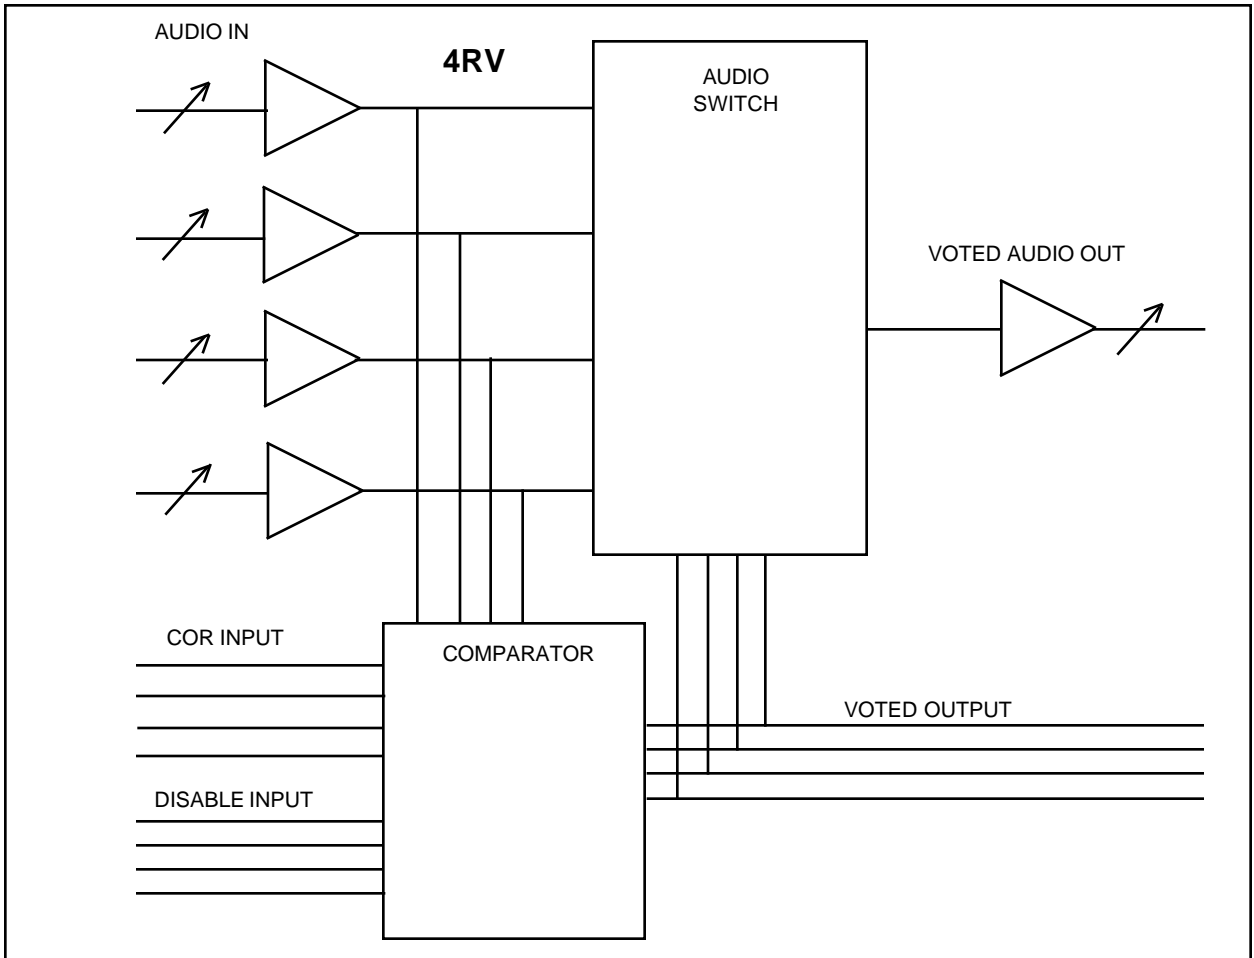 AUDIO IN
4RV
AUDIO
SWITCH
VOTED AUDIO OUT
COR INPUT
COMPARATOR
VOTED OUTPUT
DISABLE INPUT